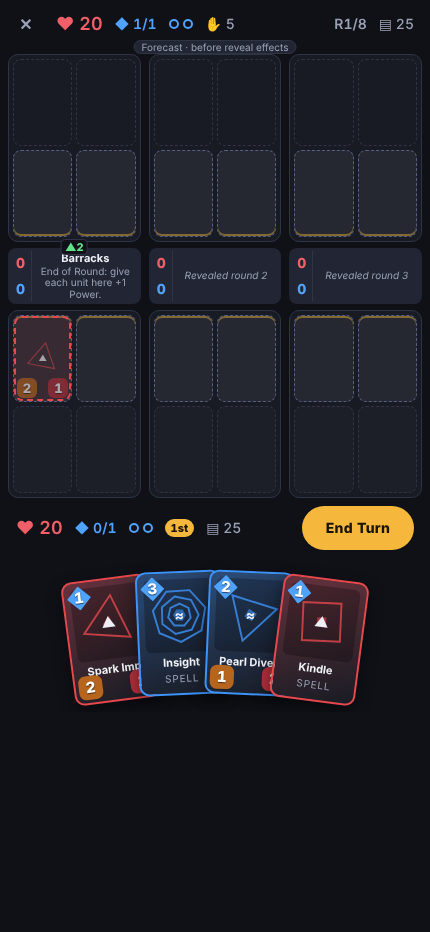 ✕ 20 1/1 5 R1/8 25
Forecast · before reveal effects
2
0 Barracks
0 End of Round: give each unit here +1 Power.
0 Revealed round 2
0
0 Revealed round 3
0
2 1
20 0/1 1st 25
End Turn
1
Spark
2
3
Insight
SPELL
2
Pearl
1
1
Kindle
SPELL